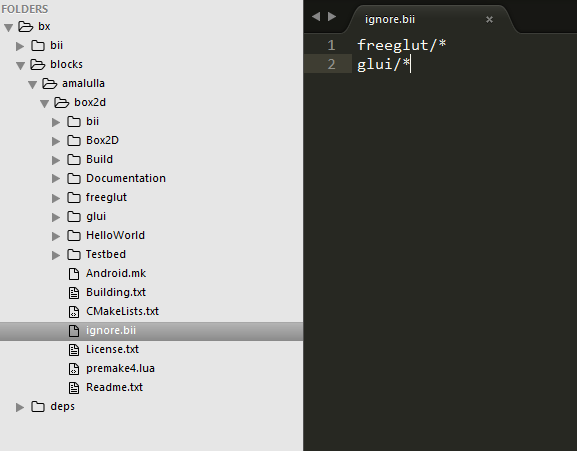 FOLDERS
bx
bii
blocks
amalulla
box2d
bii
Box2D
Build
Documentation
freeglut
glui
HelloWorld
Testbed
Android.mk
Building.txt
CMakeLists.txt
ignore.bii
License.txt
premake4.lua
Readme.txt
deps
ignore.bii ×
1 freeglut/*
2 glui/*